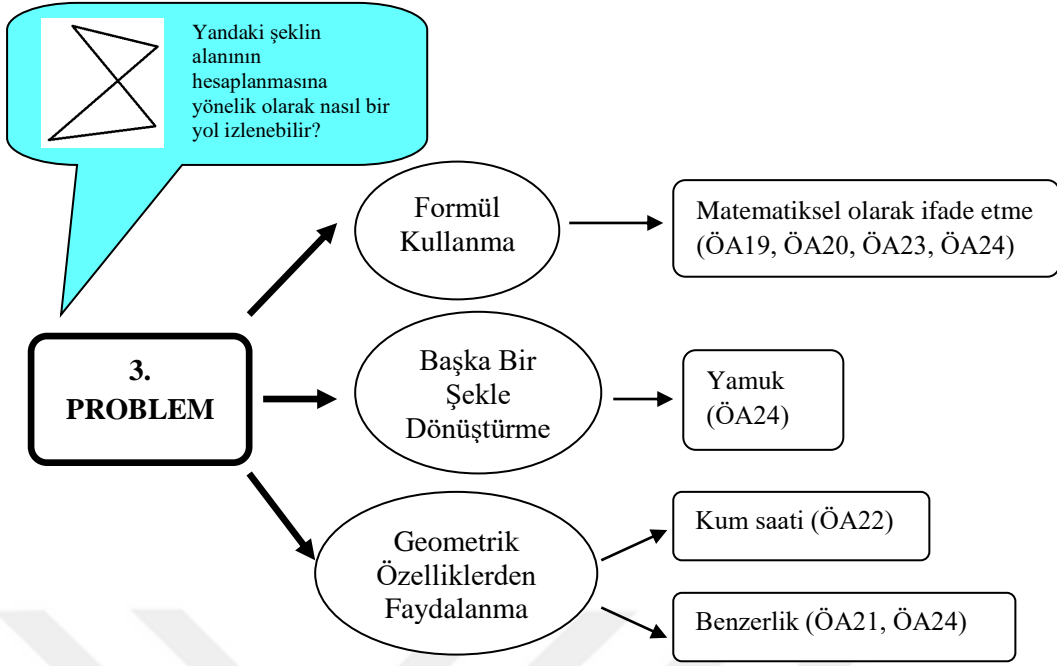 Yandaki şeklin
alanının
hesaplanmasına
yönelik olarak nasıl bir
yol izlenebilir?
3.
PROBLEM
Formül
Kullanma
Matematiksel olarak ifade etme
(ÖA19, ÖA20, ÖA23, ÖA24)
Başka Bir
Şekle
Dönüştürme
Yamuk
(ÖA24)
Geometrik
Özelliklerden
Faydalanma
Kum saati (ÖA22)
Benzerlik (ÖA21, ÖA24)